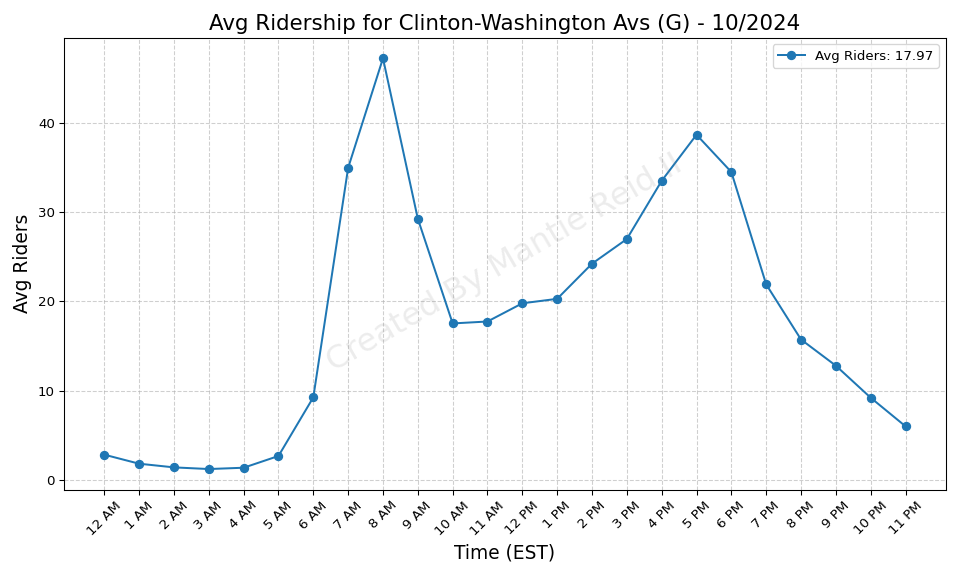 Avg Ridership for Clinton-Washington Avs (G) - 10/2024
Avg Riders: 17.97
Avg Riders
40
30
20
10
0
Created By Mantie Reid II
12 AM
1 AM
2 AM
3 AM
4 AM
5 AM
6 AM
7 AM
8 AM
9 AM
10 AM
11 AM
12 PM
1 PM
2 PM
3 PM
4 PM
5 PM
6 PM
7 PM
8 PM
9 PM
10 PM
11 PM
Time (EST)